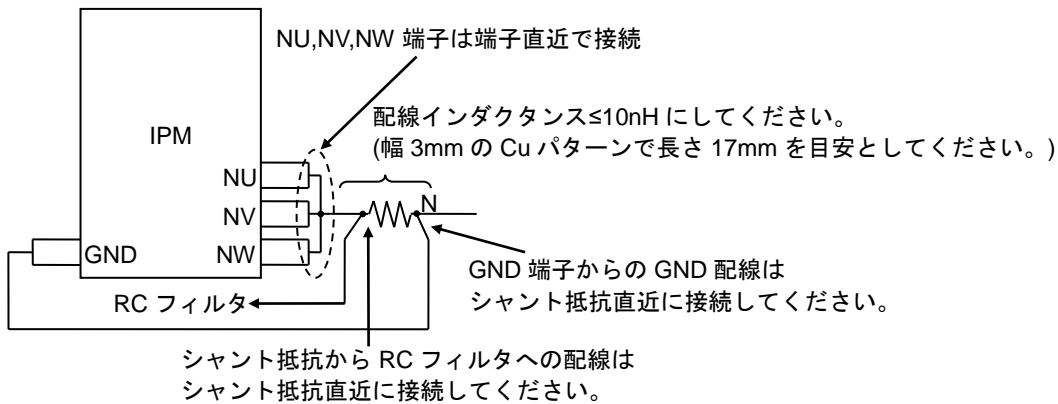 NU,NV,NW 端子は端子直近で接続
配線インダクタンス≤10nH にしてください。
(幅 3mm の Cu パターンで長さ 17mm を目安としてください。)
IPM
NU
N
NV
GND
NW
GND 端子からの GND 配線は
シャント抵抗直近に接続してください。
RC フィルタ
シャント抵抗から RC フィルタへの配線は
シャント抵抗直近に接続してください。